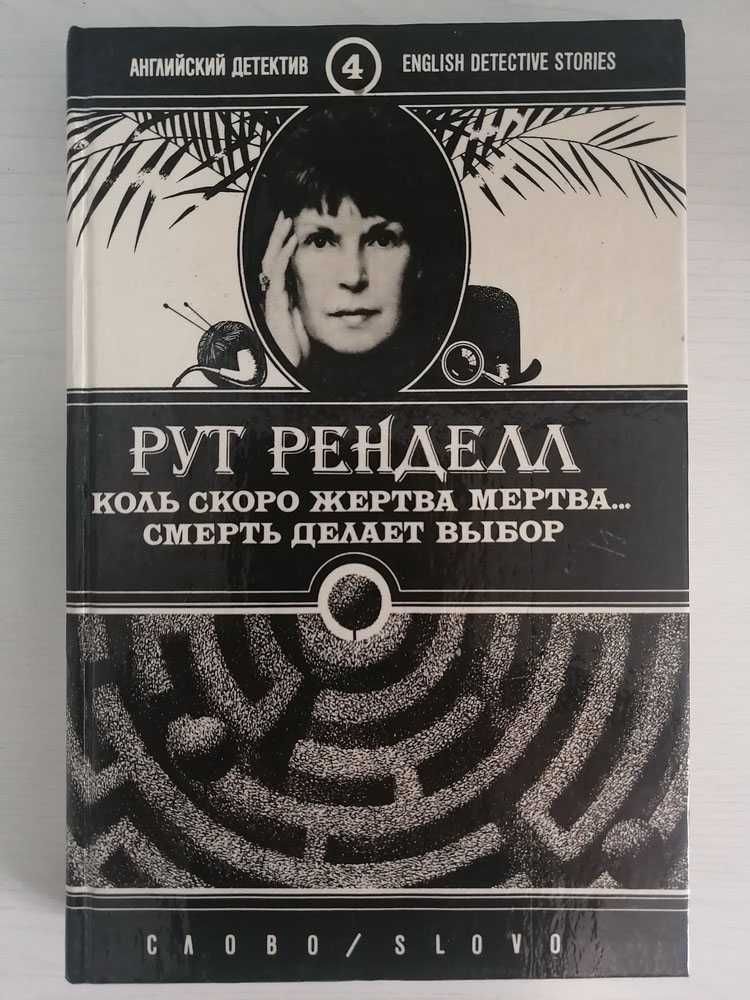 АНГЛИЙСКИЙ ДЕТЕКТИВ 4 ENGLISH DETECTIVE STORIES
РУТ РЕНДЕЛЛ
КОЛЬ СКОРО ЖЕРТВА МЕРТВА...
СМЕРТЬ ДЕЛАЕТ ВЫБОР
СЛОВО / SLOVO